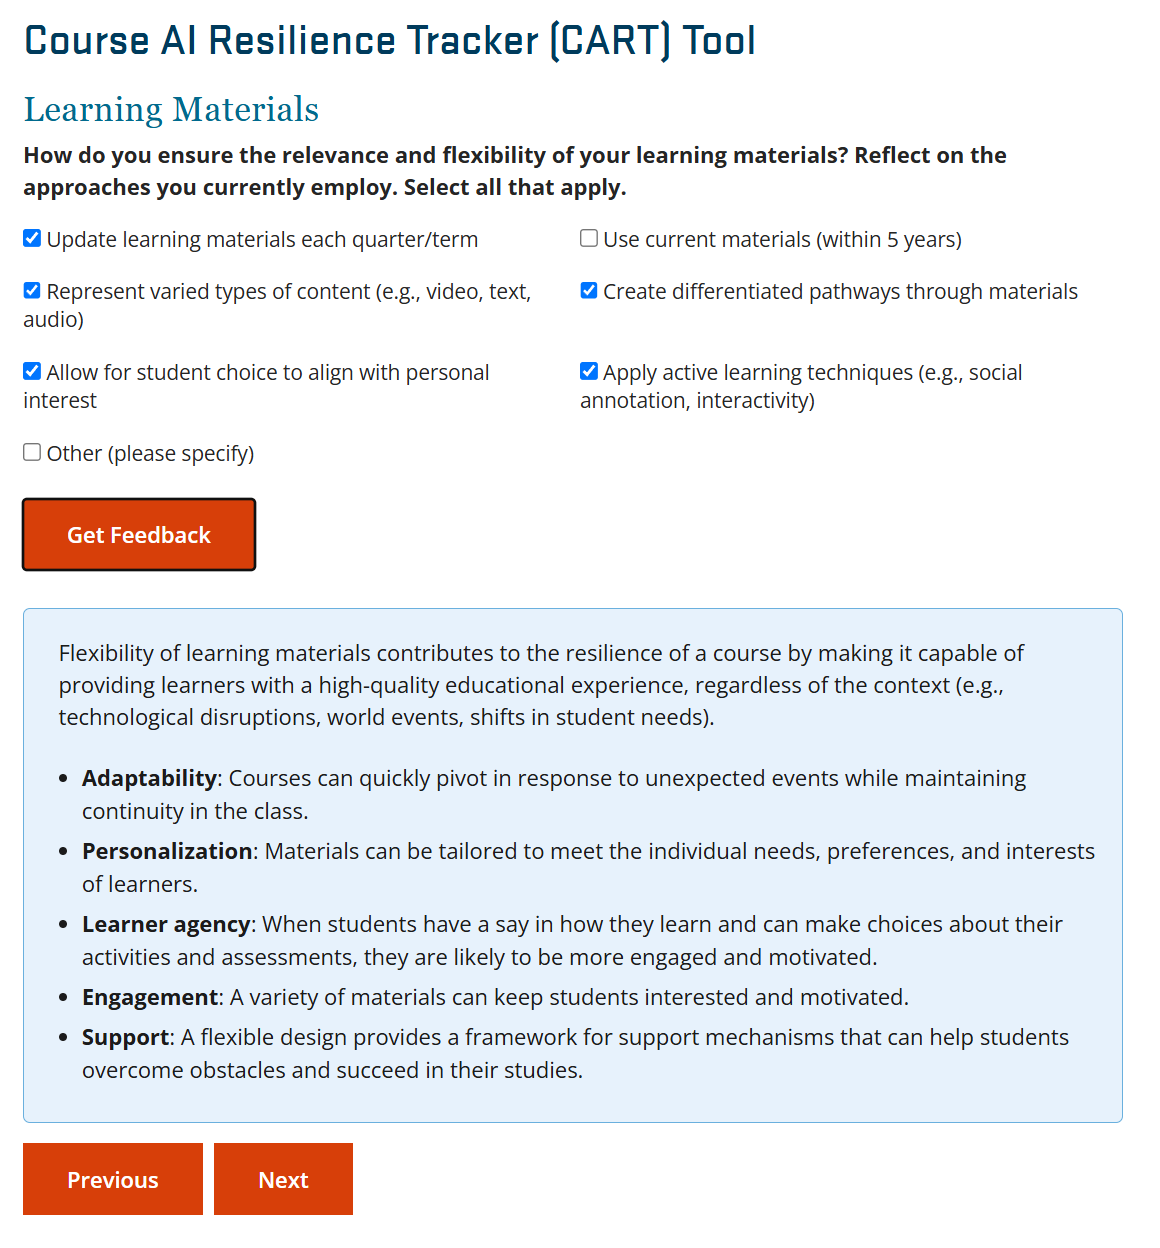 Course AI Resilience Tracker (CART) Tool
Learning Materials
How do you ensure the relevance and flexibility of your learning materials? Reflect on the
approaches you currently employ. Select all that apply.
Update learning materials each quarter/term
Use current materials (within 5 years)
Represent varied types of content (e.g., video, text,
audio)
Create differentiated pathways through materials
Allow for student choice to align with personal
interest
Apply active learning techniques (e.g., social
annotation, interactivity)
Other (please specify)
Get Feedback
Flexibility of learning materials contributes to the resilience of a course by making it capable of
providing learners with a high-quality educational experience, regardless of the context (e.g.,
technological disruptions, world events, shifts in student needs).
• Adaptability: Courses can quickly pivot in response to unexpected events while maintaining
continuity in the class.
• Personalization: Materials can be tailored to meet the individual needs, preferences, and interests
of learners.
• Learner agency: When students have a say in how they learn and can make choices about their
activities and assessments, they are likely to be more engaged and motivated.
• Engagement: A variety of materials can keep students interested and motivated.
• Support: A flexible design provides a framework for support mechanisms that can help students
overcome obstacles and succeed in their studies.
Previous
Next